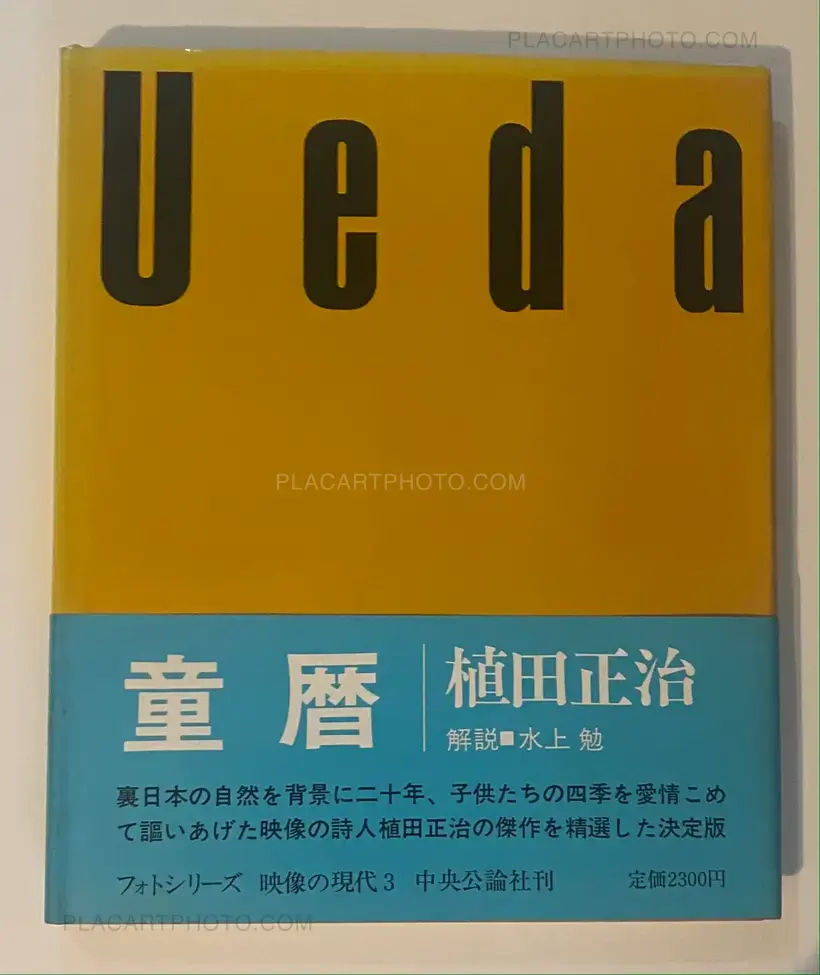 PLACARTPHOTO.COM
Ueda
PLACARTPHOTO.COM
童暦
植田正治
解説■水上 勉
裏日本の自然を背景に二十年、子供たちの四季を愛情こめ
て謳いあげた映像の詩人植田正治の傑作を精選した決定版
フォトシリーズ 映像の現代3 中央公論社刊 定価2300円
PLACARTPHOTO.COM